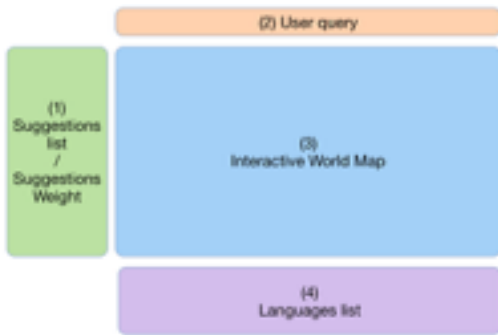 (2) User query
(1)
Suggestions
list
/
Suggestions
Weight
(3)
Interactive World Map
(4)
Languages list